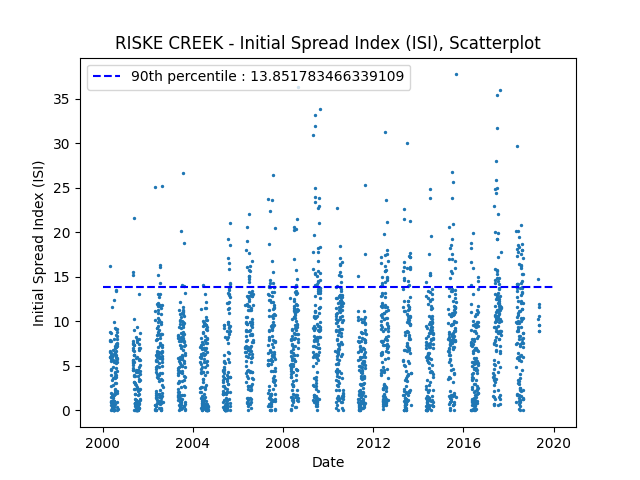 RISKE CREEK - Initial Spread Index (ISI), Scatterplot
90th percentile : 13.851783466339109
35
30
25
20
15
10
5
0
Initial Spread Index (ISI)
2000 2004 2008 2012 2016 2020
Date